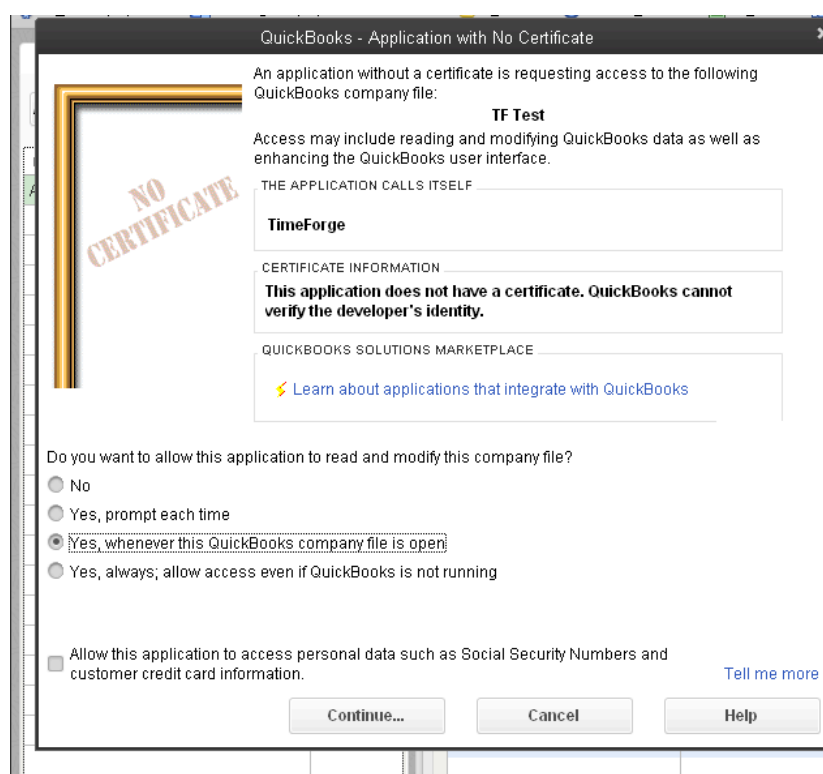 QuickBooks - Application with No Certificate
An application without a certificate is requesting access to the following
QuickBooks company file:
TF Test
Access may include reading and modifying QuickBooks data as well as
enhancing the QuickBooks user interface.
NO
CERTIFICATE
THE APPLICATION CALLS ITSELF
TimeForge
CERTIFICATE INFORMATION
This application does not have a certificate. QuickBooks cannot
verify the developer's identity.
QUICKBOOKS SOLUTIONS MARKETPLACE
Learn about applications that integrate with QuickBooks
Do you want to allow this application to read and modify this company file?
No
Yes, prompt each time
Yes, whenever this QuickBooks company file is open
Yes, always; allow access even if QuickBooks is not running
Allow this application to access personal data such as Social Security Numbers and
customer credit card information.
Tell me more
Continue...
Cancel
Help